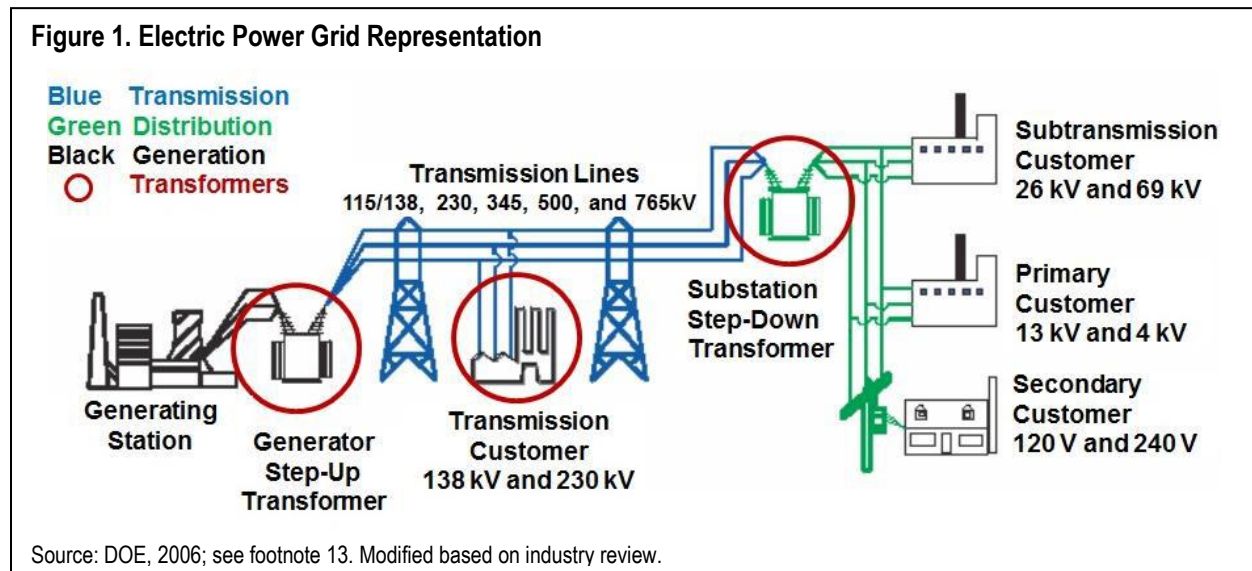 Figure 1. Electric Power Grid Representation
Blue Transmission
Green Distribution
Black Generation
Transformers
Transmission Lines
115/138, 230, 345, 500, and 765kV
Subtransmission
Customer
26 kV and 69 kV
Substation
Step-Down
Transformer
Primary
Customer
13 kV and 4 kV
Secondary
Customer
120 V and 240 V
Generating
Station
Generator
Step-Up
Transformer
Transmission
Customer
138 kV and 230 kV
Source: DOE, 2006; see footnote 13. Modified based on industry review.